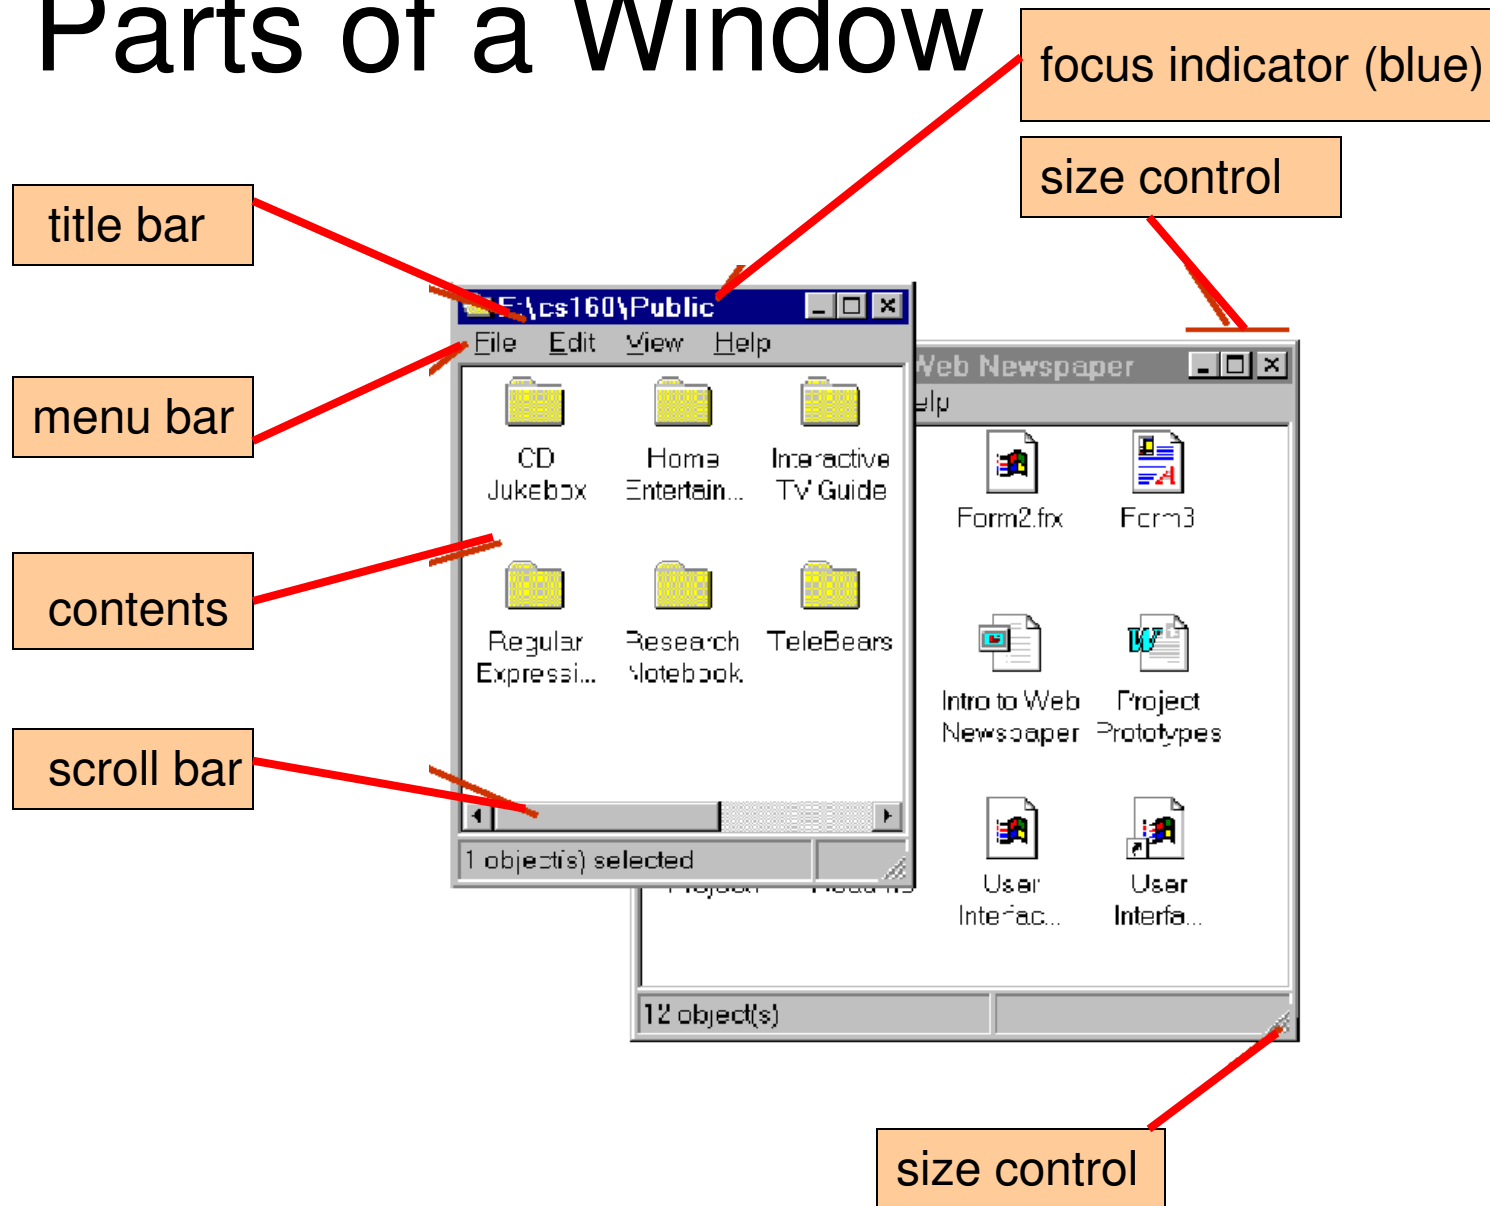 Parts of a Window
focus indicator (blue)
size control
title bar
E:\cs160\Public
File Edit View Help
menu bar
Web Newspaper
elp
CD
Jukebox
Home
Entertain...
Interactive
TV Guide
Form2.frx
Form3
contents
Regular
Expressi...
Research
Notebook
TeleBears
Intro to Web
Newspaper
Project
Prototypes
scroll bar
1 object(s) selected
User
Interfac...
User
Interfa...
12 object(s)
size control